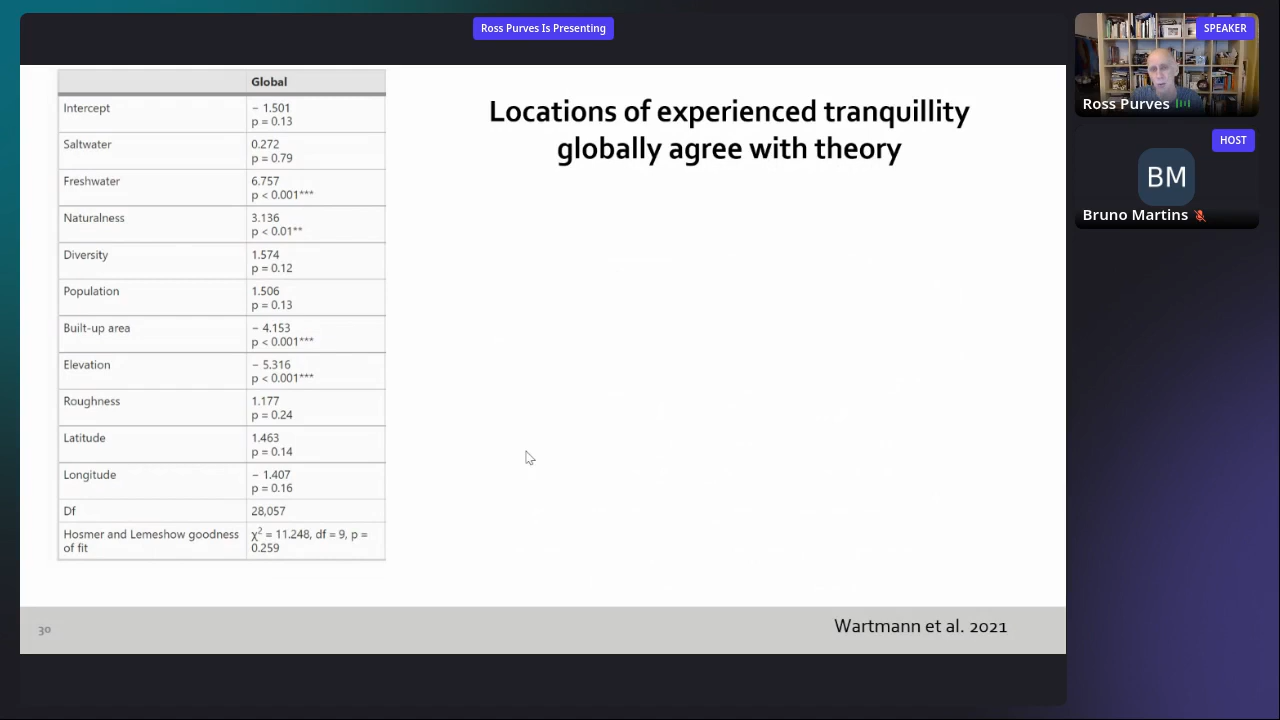 Ross Purves Is Presenting
SPEAKER
Ross Purves
HOST
BM
Bruno Martins
Locations of experienced tranquillity
globally agree with theory
Global
Intercept
− 1.501
p = 0.13
Saltwater
0.272
p = 0.79
Freshwater
6.757
p < 0.001***
Naturalness
3.136
p < 0.01**
Diversity
1.574
p = 0.12
Population
1.506
p = 0.13
Built-up area
− 4.153
p < 0.001***
Elevation
− 5.316
p < 0.001***
Roughness
1.177
p = 0.24
Latitude
1.463
p = 0.14
Longitude
− 1.407
p = 0.16
Df
28,057
Hosmer and Lemeshow goodness
of fit
χ² = 11.248, df = 9, p =
0.259
30
Wartmann et al. 2021